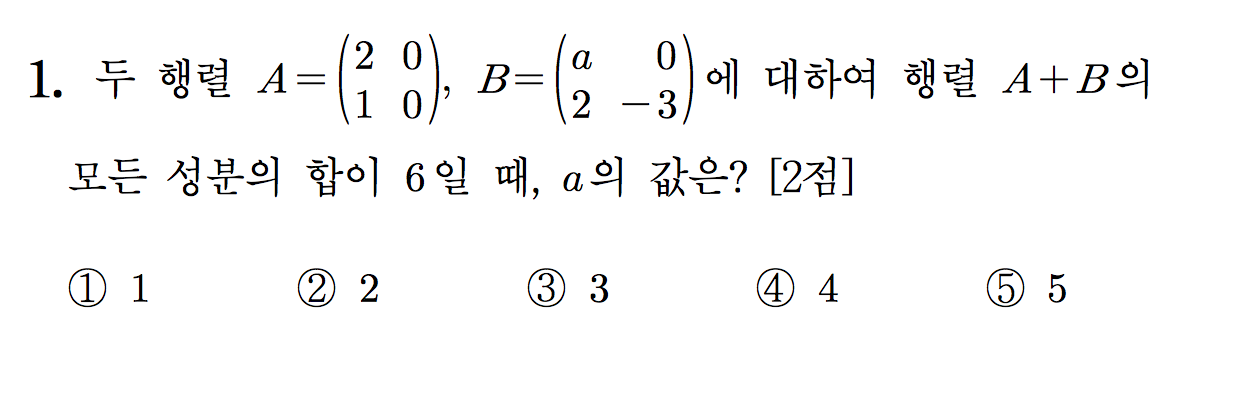 1. 두 행렬 A=(2 0; 1 0), B=(a 0; 2 −3)에 대하여 행렬 A+B의
모든 성분의 합이 6일 때, a의 값은? [2점]
① 1 ② 2 ③ 3 ④ 4 ⑤ 5